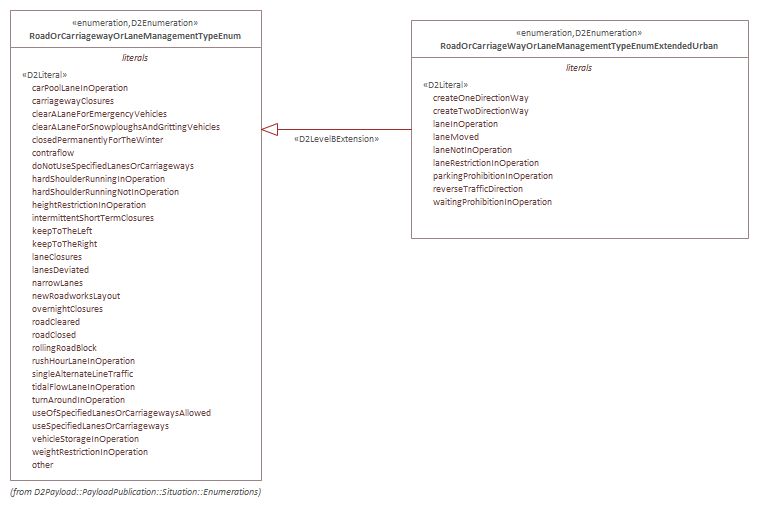 «enumeration,D2Enumeration»
RoadOrCarriagewayOrLaneManagementTypeEnum
literals
«D2Literal»
carPoolLaneInOperation
carriagewayClosures
clearALaneForEmergencyVehicles
clearALaneForSnowploughsAndGrittingVehicles
closedPermanentlyForTheWinter
contraflow
doNotUseSpecifiedLanesOrCarriageways
hardShoulderRunningInOperation
hardShoulderRunningNotInOperation
heightRestrictionInOperation
intermittentShortTermClosures
keepToTheLeft
keepToTheRight
laneClosures
lanesDeviated
narrowLanes
newRoadworksLayout
overnightClosures
roadCleared
roadClosed
rollingRoadBlock
rushHourLaneInOperation
singleAlternateLineTraffic
tidalFlowLaneInOperation
turnAroundInOperation
useOfSpecifiedLanesOrCarriagewaysAllowed
useSpecifiedLanesOrCarriageways
vehicleStorageInOperation
weightRestrictionInOperation
other
(from D2Payload::PayloadPublication::Situation::Enumerations)
«D2LevelBExtension»
«enumeration,D2Enumeration»
RoadOrCarriageWayOrLaneManagementTypeEnumExtendedUrban
literals
«D2Literal»
createOneDirectionWay
createTwoDirectionWay
laneInOperation
laneMoved
laneNotInOperation
laneRestrictionInOperation
parkingProhibitionInOperation
reverseTrafficDirection
waitingProhibitionInOperation